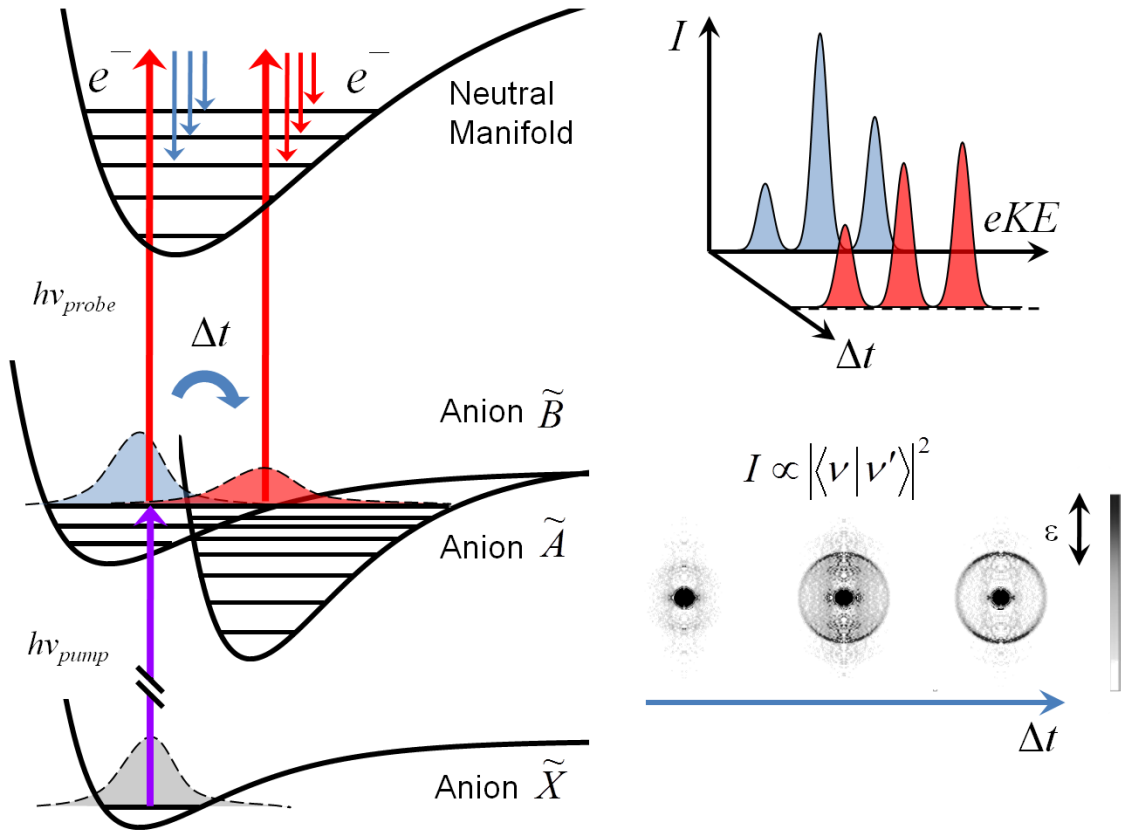 e⁻
e⁻
Neutral
Manifold
hν_probe
Δt
Anion B̃
Anion Ã
hν_pump
Anion X̃
I
eKE
Δt
I ∝ |⟨ν|ν′⟩|²
ε
Δt